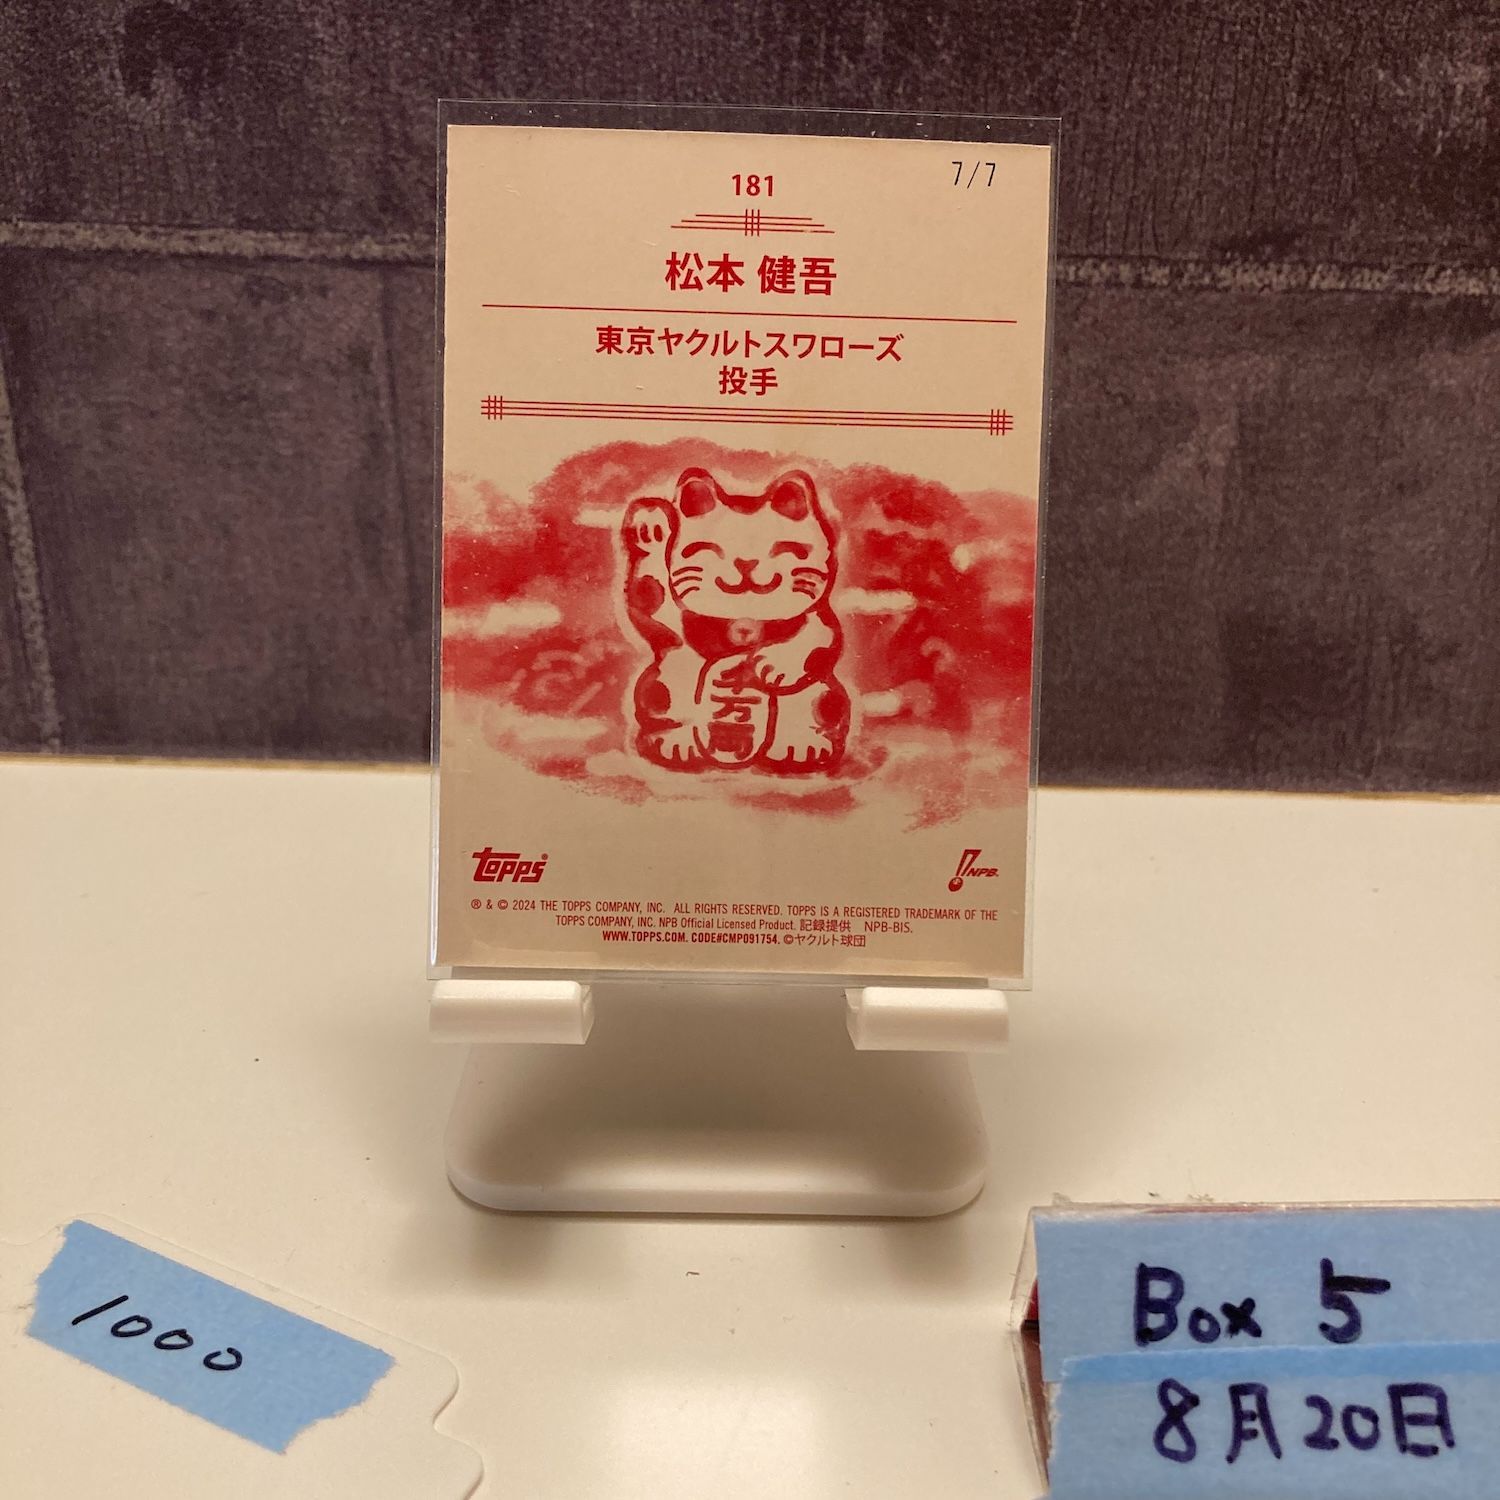 181
7/7
松本 健吾
東京ヤクルトスワローズ
投手
千万両
topps®
NPB®
® & © 2024 THE TOPPS COMPANY, INC. ALL RIGHTS RESERVED. TOPPS IS A REGISTERED TRADEMARK OF THE
TOPPS COMPANY, INC. NPB Official Licensed Product. 記録提供 NPB-BIS.
WWW.TOPPS.COM. CODE#CMP091754. ©ヤクルト球団
1000
Box 5
8月20日